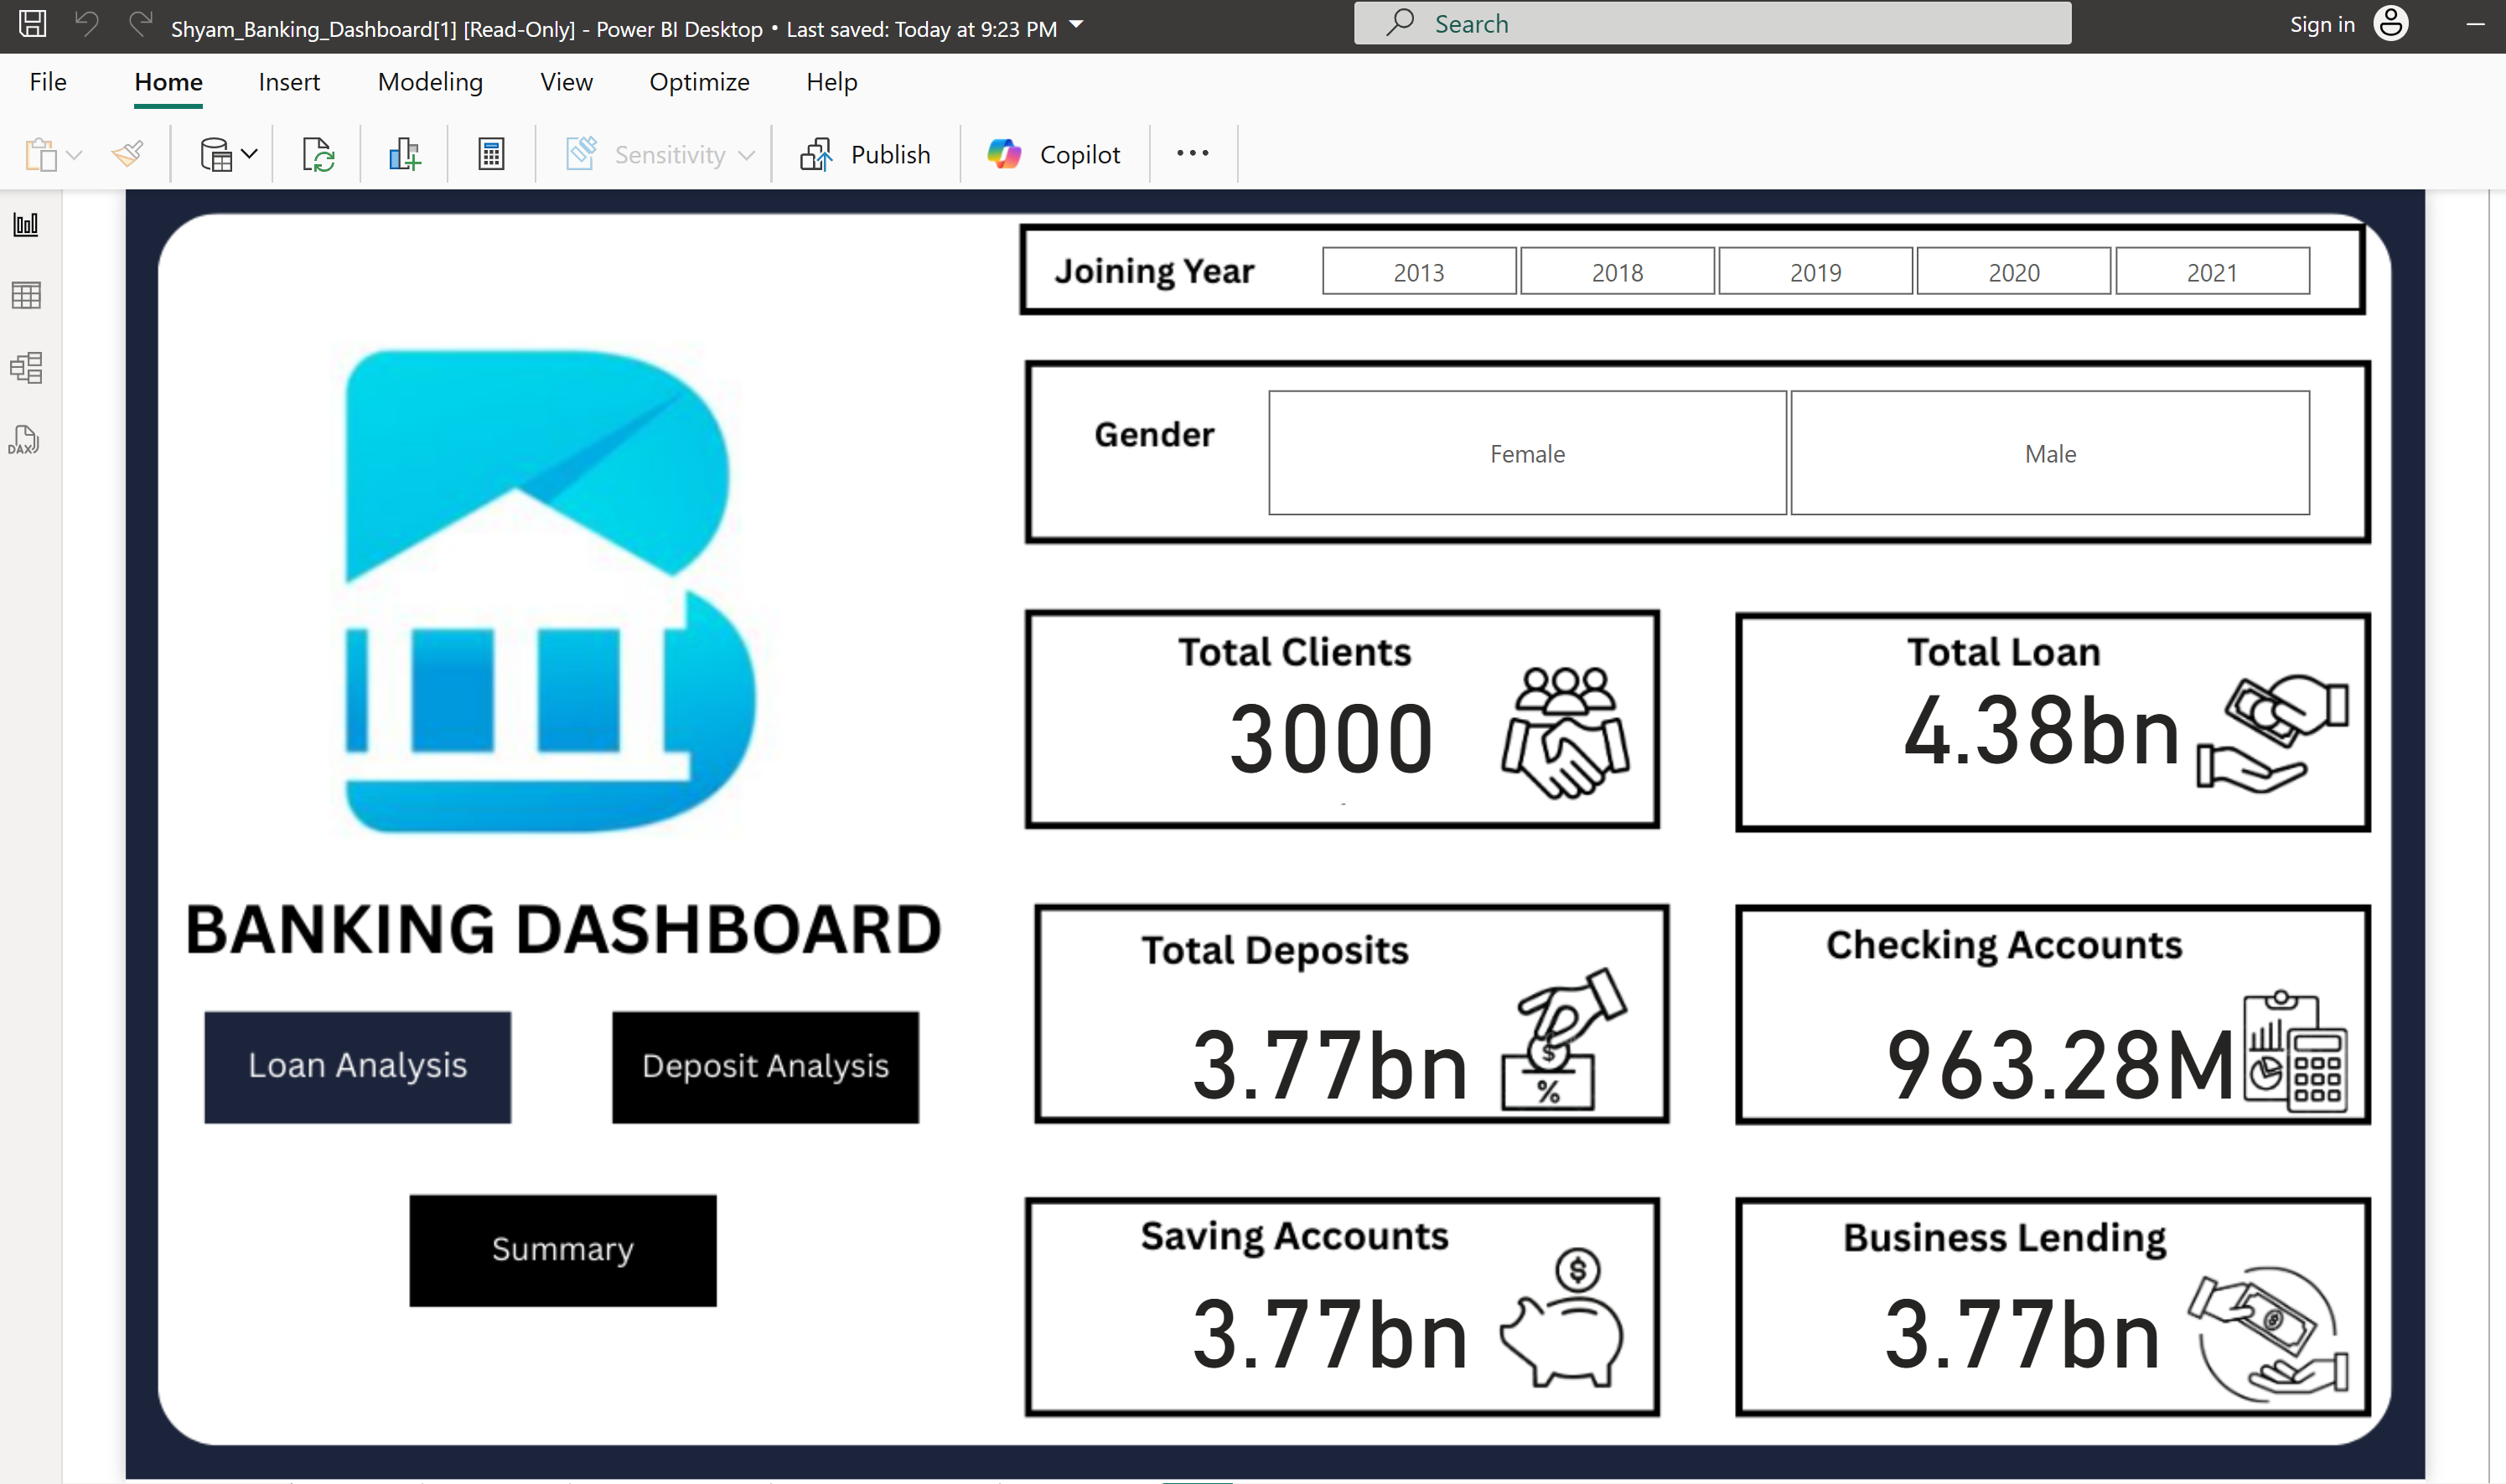 Shyam_Banking_Dashboard[1] [Read-Only] - Power BI Desktop • Last saved: Today at 9:23 PM
Search
Sign in
File Home Insert Modeling View Optimize Help
Sensitivity Publish Copilot
DAX
Joining Year 2013 2018 2019 2020 2021
Gender Female Male
Total Clients
3000
Total Loan
4.38bn
BANKING DASHBOARD
Loan Analysis
Deposit Analysis
Summary
Total Deposits
3.77bn
$
%
Checking Accounts
963.28M
Saving Accounts
3.77bn
$
Business Lending
3.77bn
$